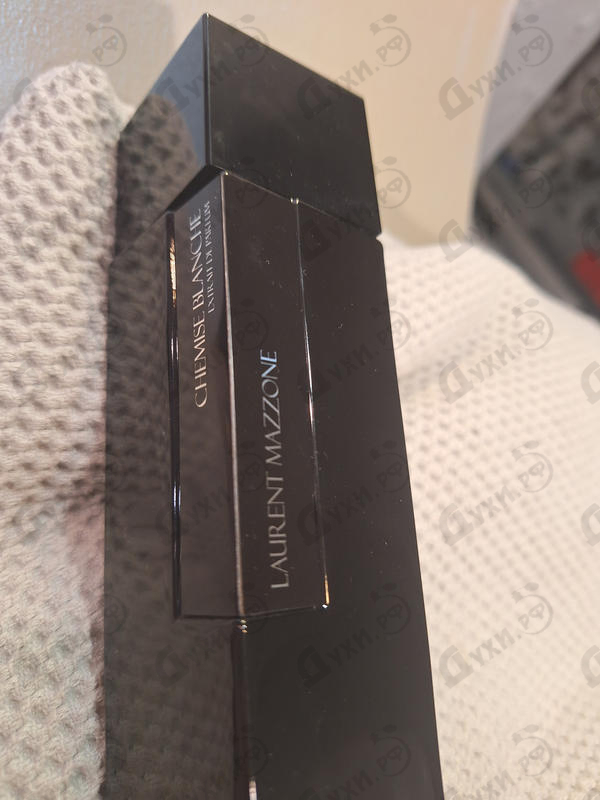 CHEMISE BLANCHE
EXTRAIT DE PARFUM
LAURENT MAZZONE
Духи.РФ